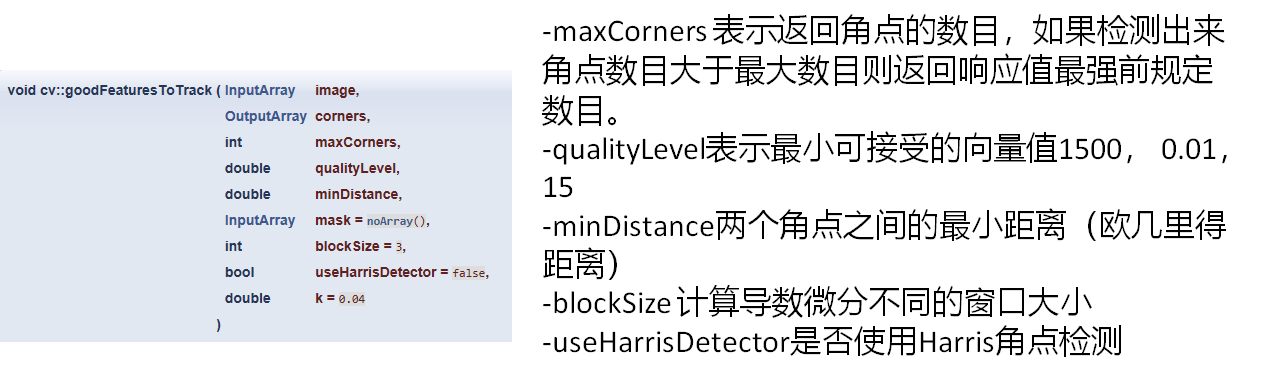 void cv::goodFeaturesToTrack ( InputArray image,
OutputArray corners,
int maxCorners,
double qualityLevel,
double minDistance,
InputArray mask = noArray(),
int blockSize = 3,
bool useHarrisDetector = false,
double k = 0.04
)
-maxCorners 表示返回角点的数目，如果检测出来
角点数目大于最大数目则返回响应值最强前规定
数目。
-qualityLevel表示最小可接受的向量值1500， 0.01，
15
-minDistance两个角点之间的最小距离（欧几里得
距离）
-blockSize 计算导数微分不同的窗口大小
-useHarrisDetector是否使用Harris角点检测